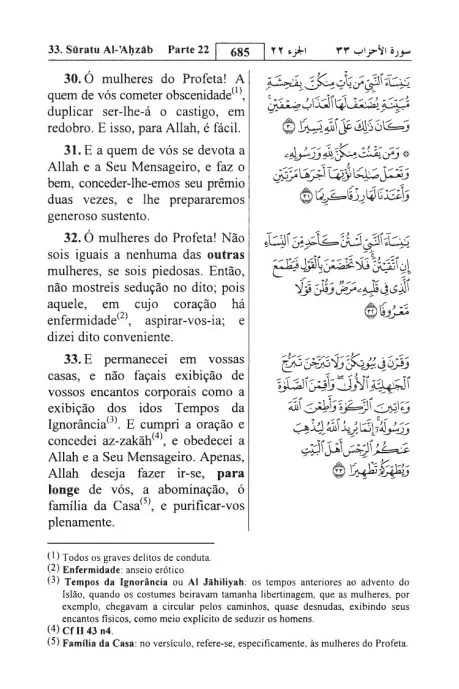 33. Sūratu Al-'Aḥzāb Parte 22 685 الجزء ٢٢ سورة الأحزاب ٣٣
30. Ó mulheres do Profeta! A
quem de vós cometer obscenidade(1),
duplicar ser-lhe-á o castigo, em
redobro. E isso, para Allah, é fácil.
يَٰنِسَآءَ ٱلنَّبِىِّ مَن يَأْتِ مِنكُنَّ بِفَٰحِشَةٍ
مُّبَيِّنَةٍ يُضَٰعَفْ لَهَا ٱلْعَذَابُ ضِعْفَيْنِ ۚ
وَكَانَ ذَٰلِكَ عَلَى ٱللَّهِ يَسِيرًا ٣٠
31. E a quem de vós se devota a
Allah e a Seu Mensageiro, e faz o
bem, conceder-lhe-emos seu prêmio
duas vezes, e lhe prepararemos
generoso sustento.
۞ وَمَن يَقْنُتْ مِنكُنَّ لِلَّهِ وَرَسُولِهِۦ
وَتَعْمَلْ صَٰلِحًا نُّؤْتِهَآ أَجْرَهَا مَرَّتَيْنِ
وَأَعْتَدْنَا لَهَا رِزْقًا كَرِيمًا ٣١
32. Ó mulheres do Profeta! Não
sois iguais a nenhuma das outras
mulheres, se sois piedosas. Então,
não mostreis sedução no dito; pois
aquele, em cujo coração há
enfermidade(2), aspirar-vos-ia; e
dizei dito conveniente.
يَٰنِسَآءَ ٱلنَّبِىِّ لَسْتُنَّ كَأَحَدٍ مِّنَ ٱلنِّسَآءِ
إِنِ ٱتَّقَيْتُنَّ ۚ فَلَا تَخْضَعْنَ بِٱلْقَوْلِ فَيَطْمَعَ
ٱلَّذِى فِى قَلْبِهِۦ مَرَضٌ وَقُلْنَ قَوْلًا
مَّعْرُوفًا ٣٢
33. E permanecei em vossas
casas, e não façais exibição de
vossos encantos corporais como a
exibição dos idos Tempos da
Ignorância(3). E cumpri a oração e
concedei az-zakāh(4), e obedecei a
Allah e a Seu Mensageiro. Apenas,
Allah deseja fazer ir-se, para
longe de vós, a abominação, ó
família da Casa(5), e purificar-vos
plenamente.
وَقَرْنَ فِى بُيُوتِكُنَّ وَلَا تَبَرَّجْنَ تَبَرُّجَ
ٱلْجَٰهِلِيَّةِ ٱلْأُولَىٰ ۖ وَأَقِمْنَ ٱلصَّلَوٰةَ
وَءَاتِينَ ٱلزَّكَوٰةَ وَأَطِعْنَ ٱللَّهَ
وَرَسُولَهُۥٓ ۚ إِنَّمَا يُرِيدُ ٱللَّهُ لِيُذْهِبَ
عَنكُمُ ٱلرِّجْسَ أَهْلَ ٱلْبَيْتِ
وَيُطَهِّرَكُمْ تَطْهِيرًا ٣٣
(1) Todos os graves delitos de conduta.
(2) Enfermidade: anseio erótico.
(3) Tempos da Ignorância ou Al Jāhiliyah: os tempos anteriores ao advento do
Islão, quando os costumes beiravam tamanha libertinagem, que as mulheres, por
exemplo, chegavam a circular pelos caminhos, quase desnudas, exibindo seus
encantos físicos, como meio explícito de seduzir os homens.
(4) Cf II 43 n4.
(5) Família da Casa: no versículo, refere-se, especificamente, às mulheres do Profeta.